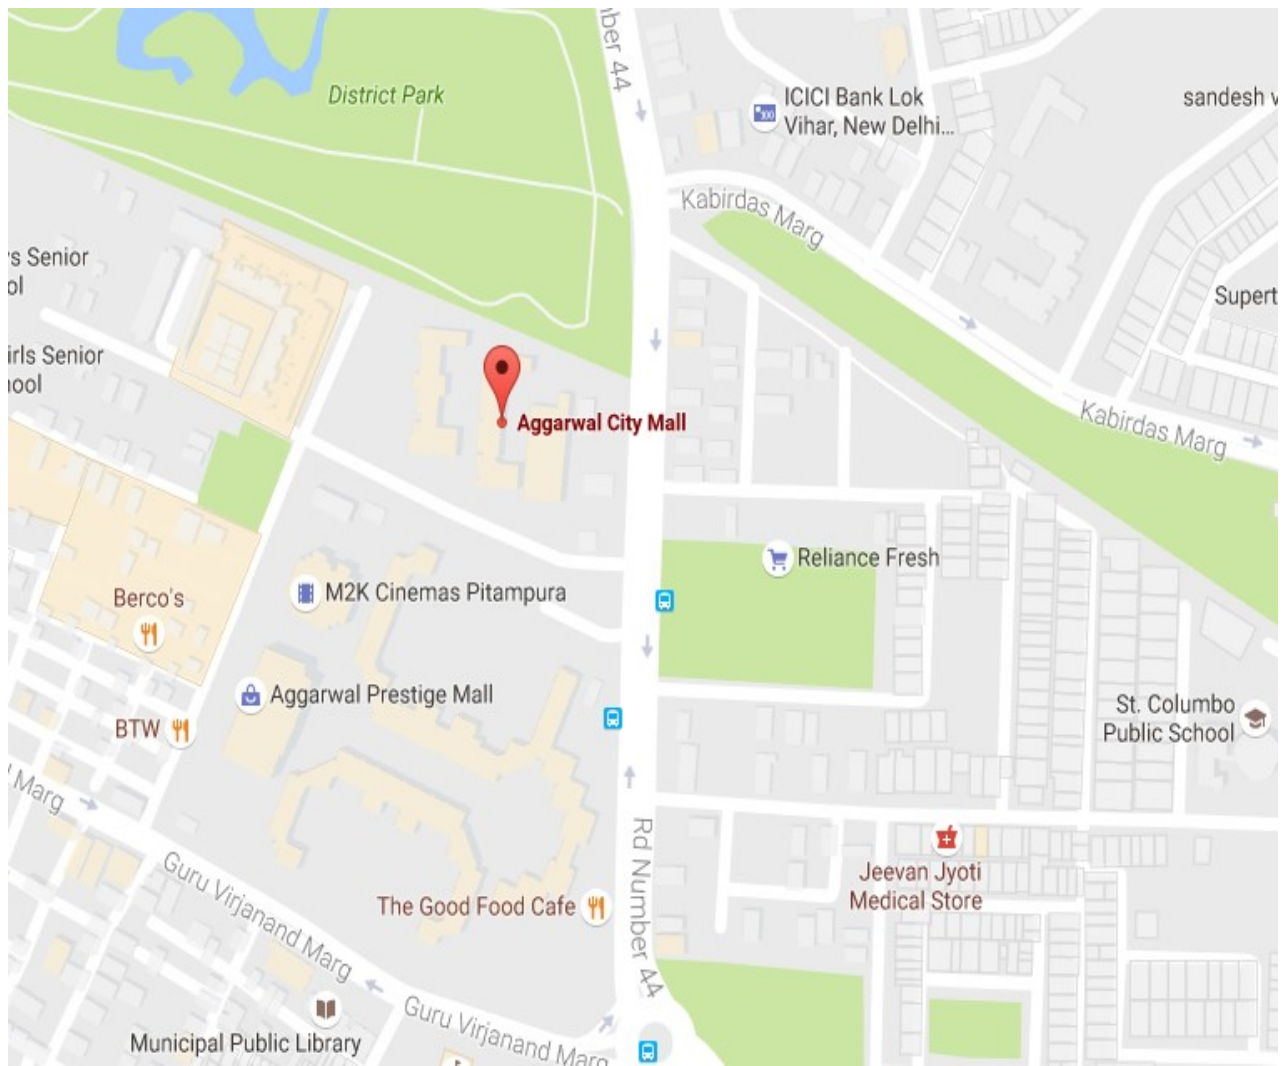 nber 44
District Park
ICICI Bank Lok
Vihar, New Delhi...
sandesh v
Kabirdas Marg
rs Senior
ol
Supert
irls Senior
hool
Aggarwal City Mall
Kabirdas Marg
Reliance Fresh
M2K Cinemas Pitampura
Berco's
Aggarwal Prestige Mall
BTW
St. Columbo
Public School
Marg
Rd Number 44
Jeevan Jyoti
Medical Store
Guru Virjanand Marg
The Good Food Cafe
Guru Virjanand Marg
Municipal Public Library